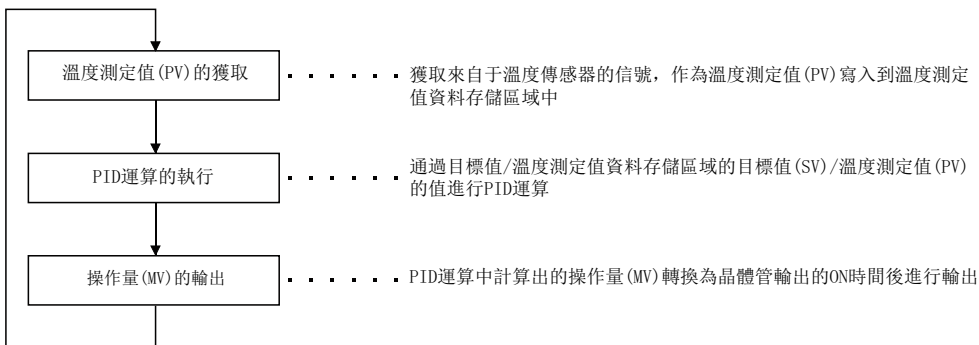 溫度測定值(PV)的獲取
獲取來自于溫度傳感器的信號，作為溫度測定值(PV)寫入到溫度測定
值資料存儲區域中
PID運算的執行
通過目標值/溫度測定值資料存儲區域的目標值(SV)/溫度測定值(PV)
的值進行PID運算
操作量(MV)的輸出
PID運算中計算出的操作量(MV)轉換為晶體管輸出的ON時間後進行輸出